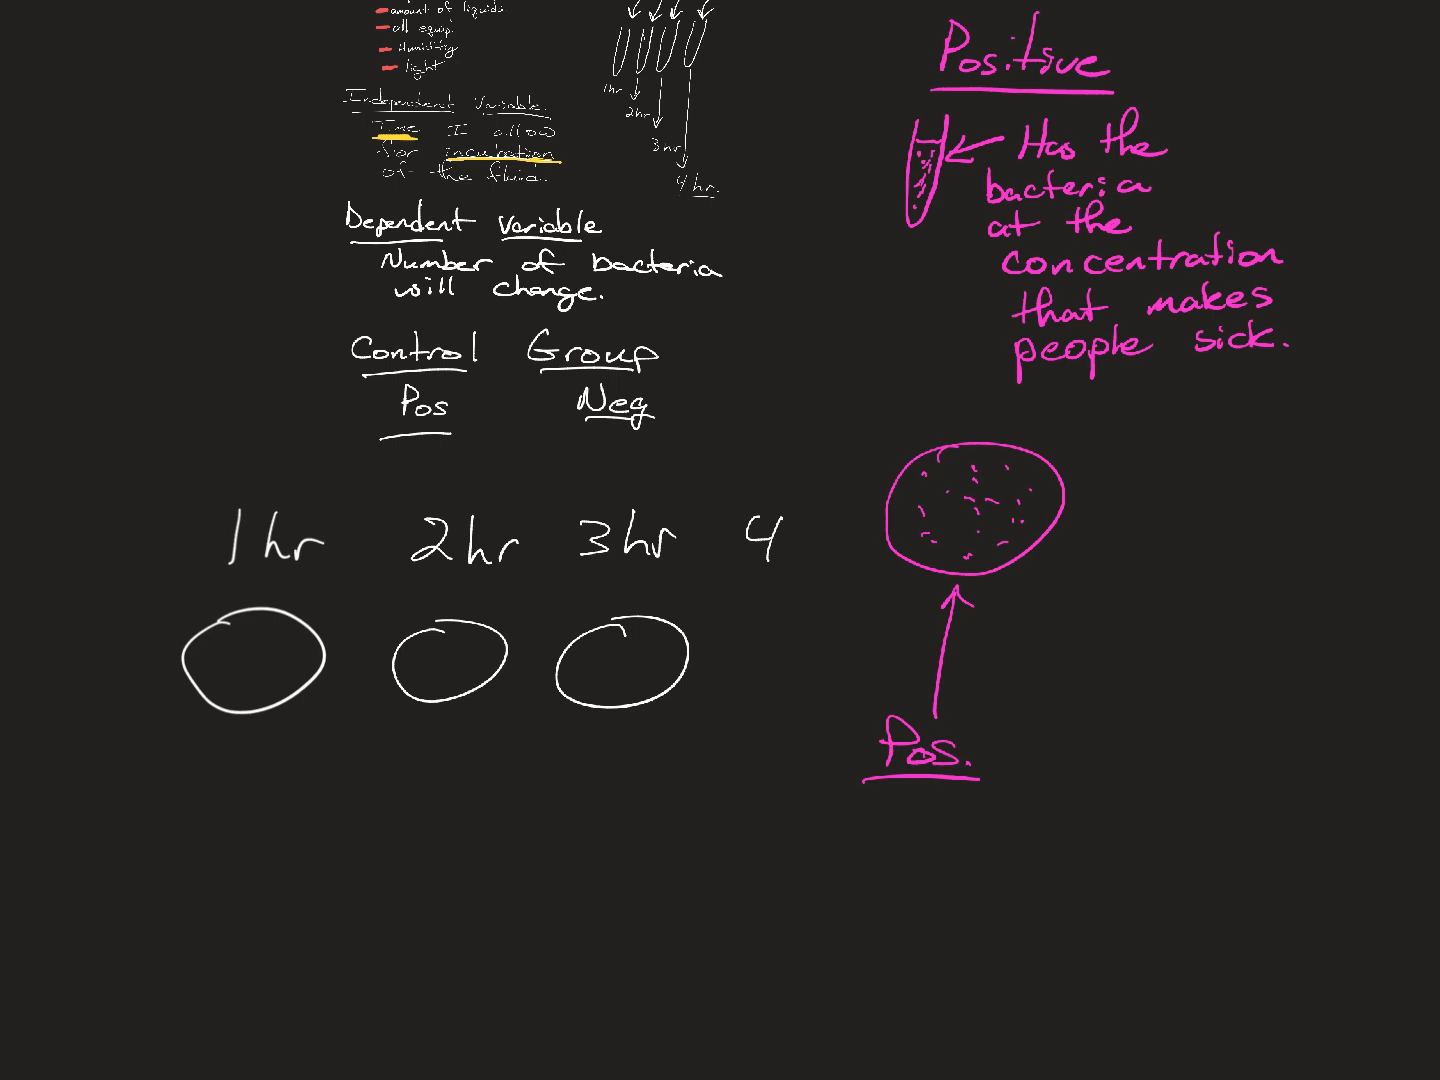 amount of liquids
all equip.
Humidity
light
Independent Variable
Time II allow
for incubation
of the fluid.
1hr
2hr
3hr
4hr.
Dependent Variable
Number of bacteria
will change.
Control Group
Pos Neg
1hr 2hr 3hr 4
Positive
Has the
bacteria
at the
concentration
that makes
people sick.
Pos.